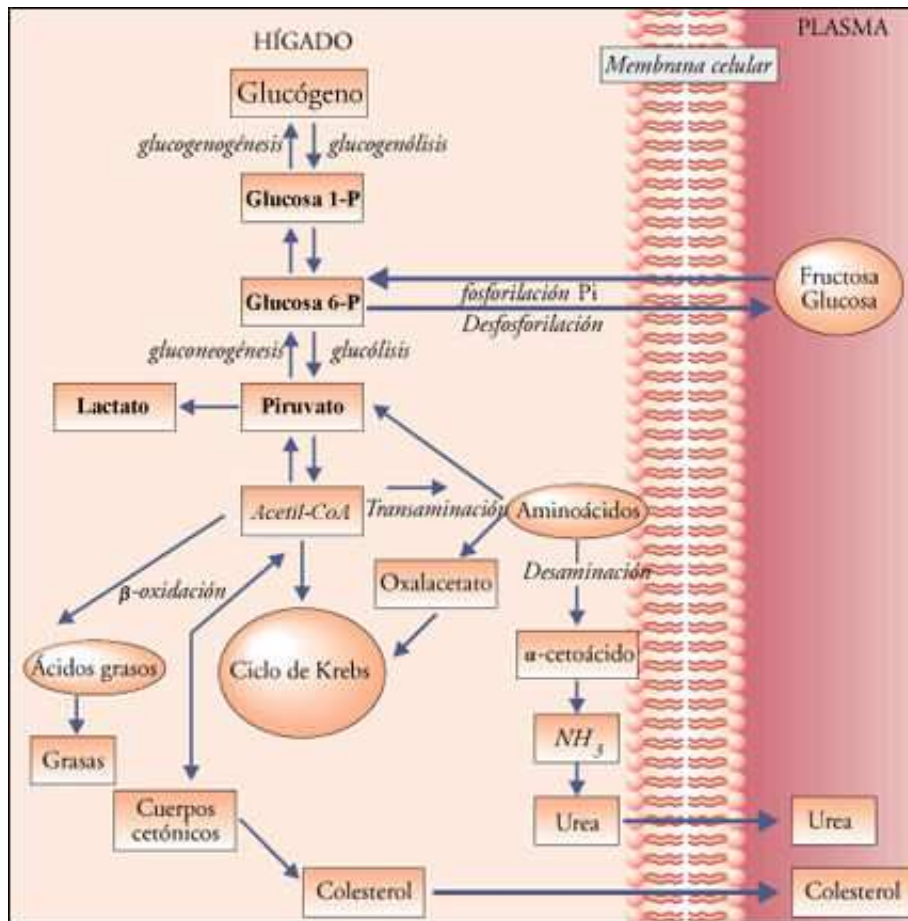 PLASMA
HÍGADO
Membrana celular
Glucógeno
glucogenogénesis
glucogenólisis
Glucosa 1-P
Fructosa
Glucosa
fosforilación Pi
Glucosa 6-P
Desfosforilación
gluconeogénesis
glucólisis
Lactato
Piruvato
Acetil-CoA
Transaminación
Aminoácidos
β-oxidación
Oxalacetato
Desaminación
Ácidos grasos
Ciclo de Krebs
α-cetoácido
Grasas
NH3
Cuerpos
cetónicos
Urea
Urea
Colesterol
Colesterol